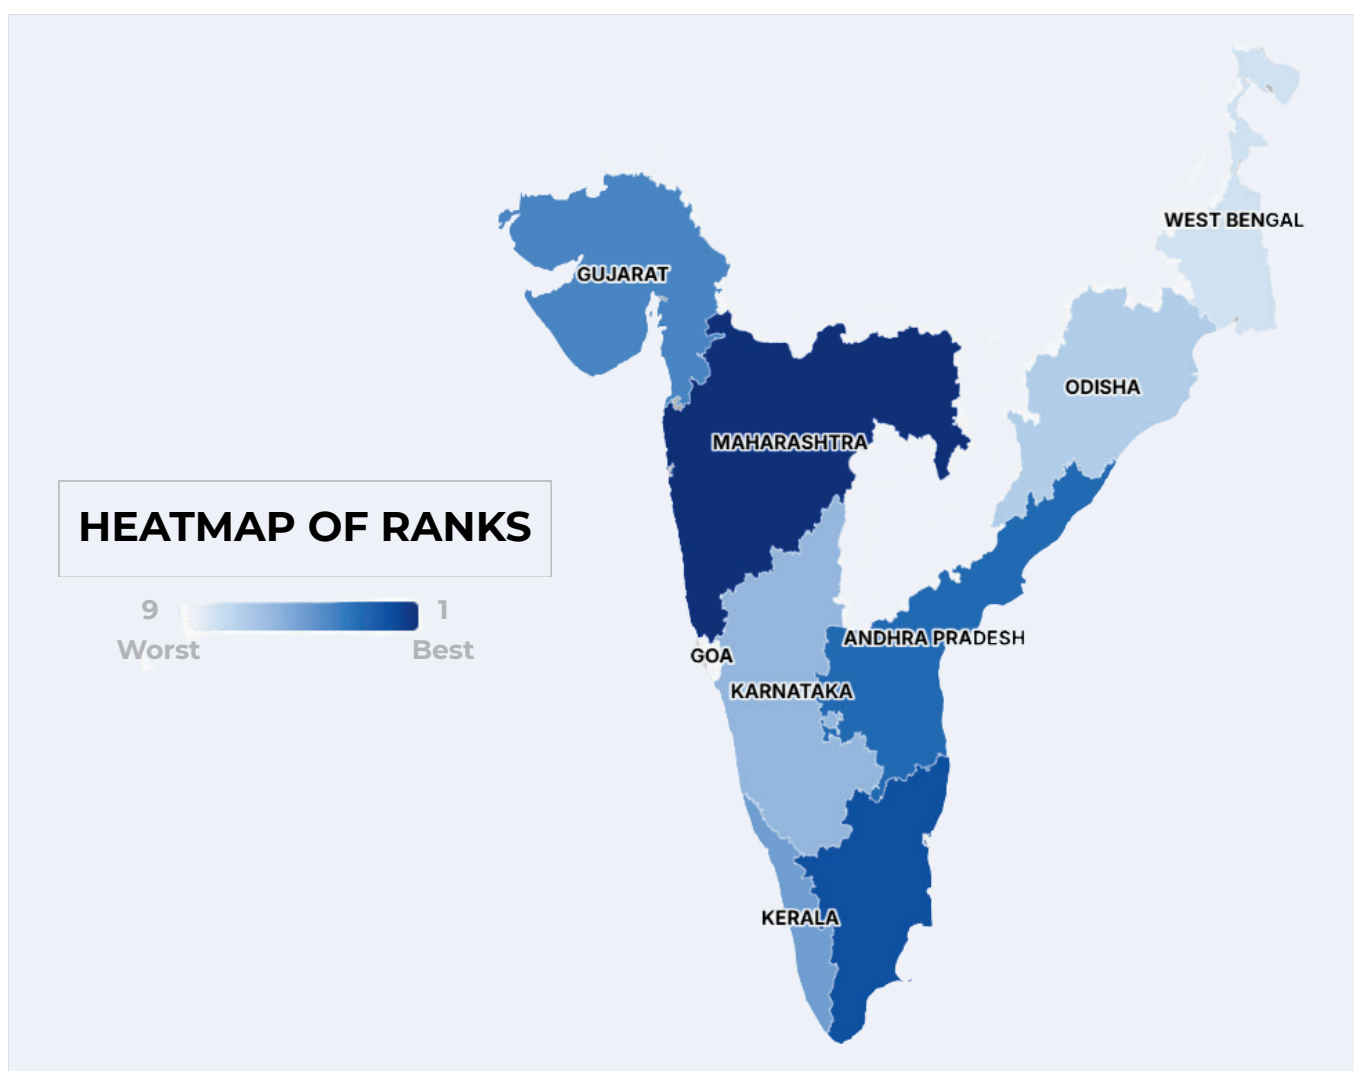 WEST BENGAL
GUJARAT
ODISHA
MAHARASHTRA
HEATMAP OF RANKS
9 1
Worst Best
ANDHRA PRADESH
GOA
KARNATAKA
KERALA